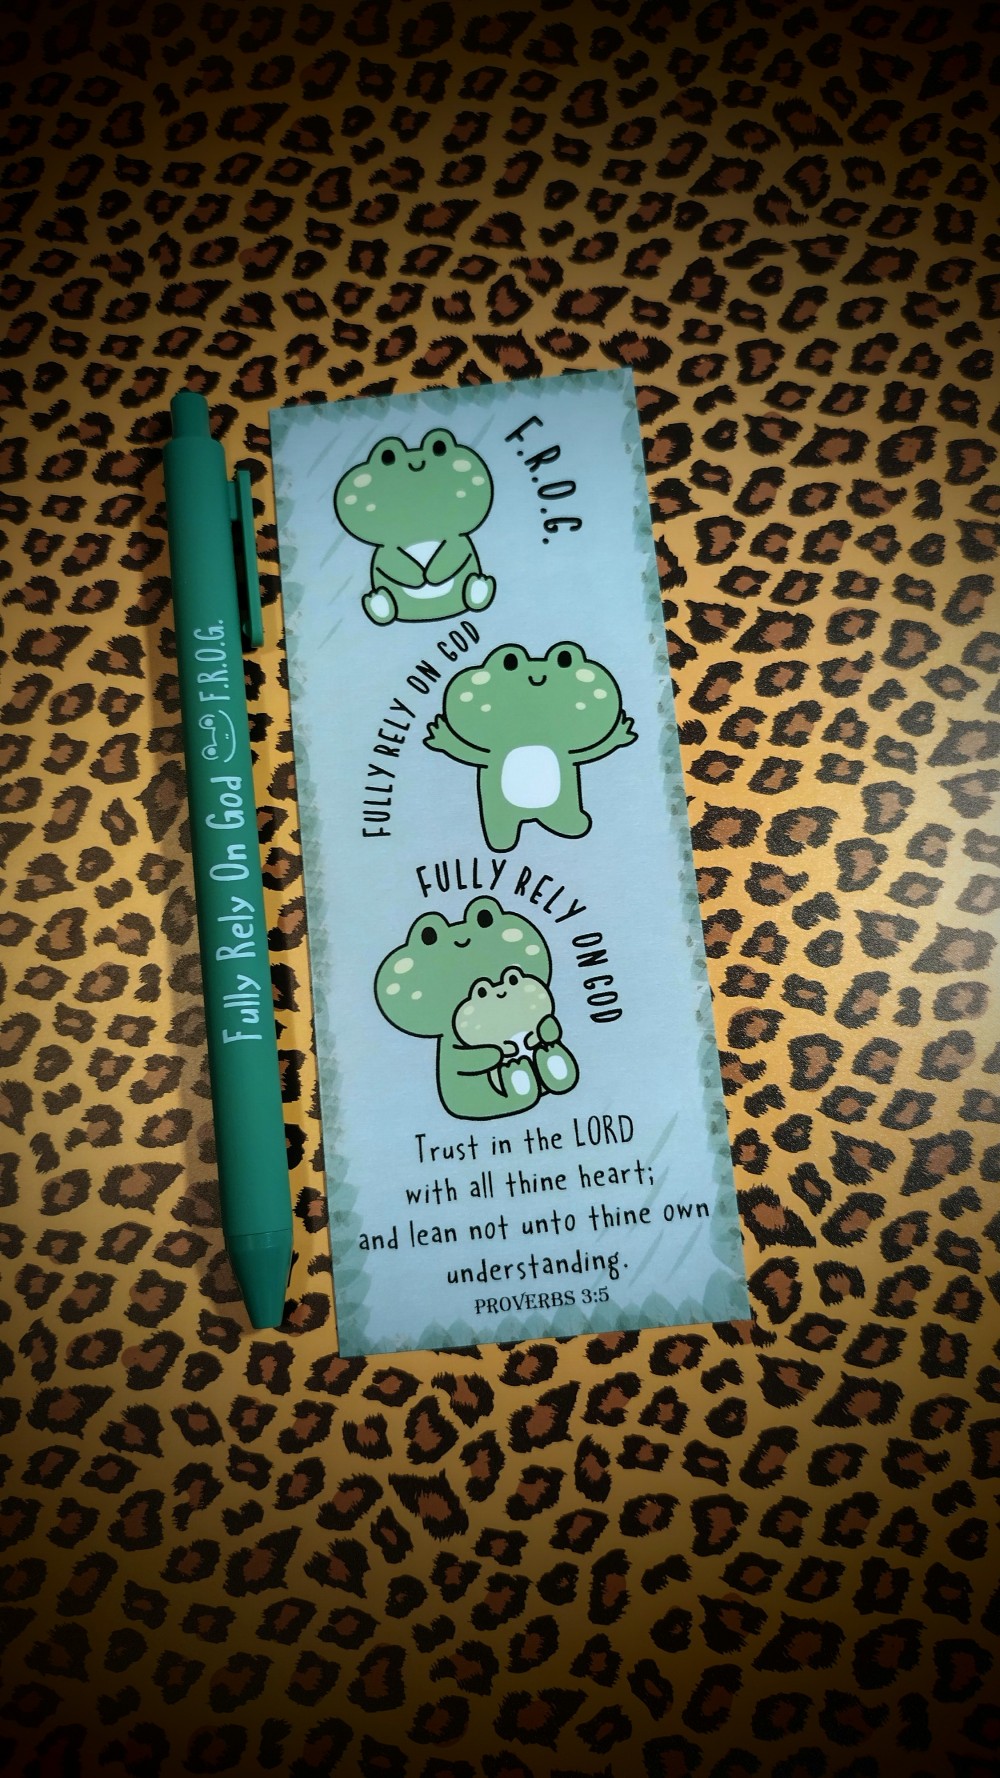 Fully Rely On God F.R.O.G.
F.R.O.G.
FULLY RELY ON GOD
FULLY RELY ON GOD
Trust in the LORD
with all thine heart;
and lean not unto thine own
understanding.
PROVERBS 3:5